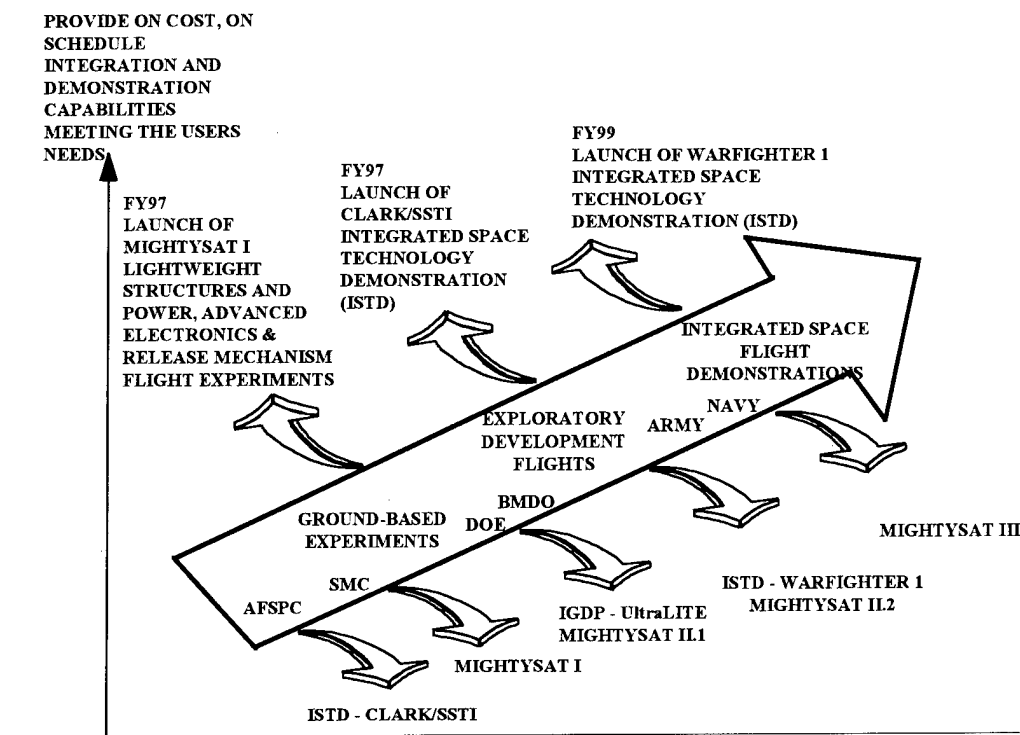 PROVIDE ON COST, ON
SCHEDULE
INTEGRATION AND
DEMONSTRATION
CAPABILITIES
MEETING THE USERS
NEEDS
FY97
LAUNCH OF
MIGHTYSAT I
LIGHTWEIGHT
STRUCTURES AND
POWER, ADVANCED
ELECTRONICS &
RELEASE MECHANISM
FLIGHT EXPERIMENTS
FY97
LAUNCH OF
CLARK/SSTI
INTEGRATED SPACE
TECHNOLOGY
DEMONSTRATION
(ISTD)
FY99
LAUNCH OF WARFIGHTER 1
INTEGRATED SPACE
TECHNOLOGY
DEMONSTRATION (ISTD)
INTEGRATED SPACE
FLIGHT
DEMONSTRATIONS
EXPLORATORY
DEVELOPMENT
FLIGHTS
GROUND-BASED
EXPERIMENTS
AFSPC
SMC
DOE
BMDO
ARMY
NAVY
ISTD - CLARK/SSTI
MIGHTYSAT I
IGDP - UltraLITE
MIGHTYSAT II.1
ISTD - WARFIGHTER 1
MIGHTYSAT II.2
MIGHTYSAT III